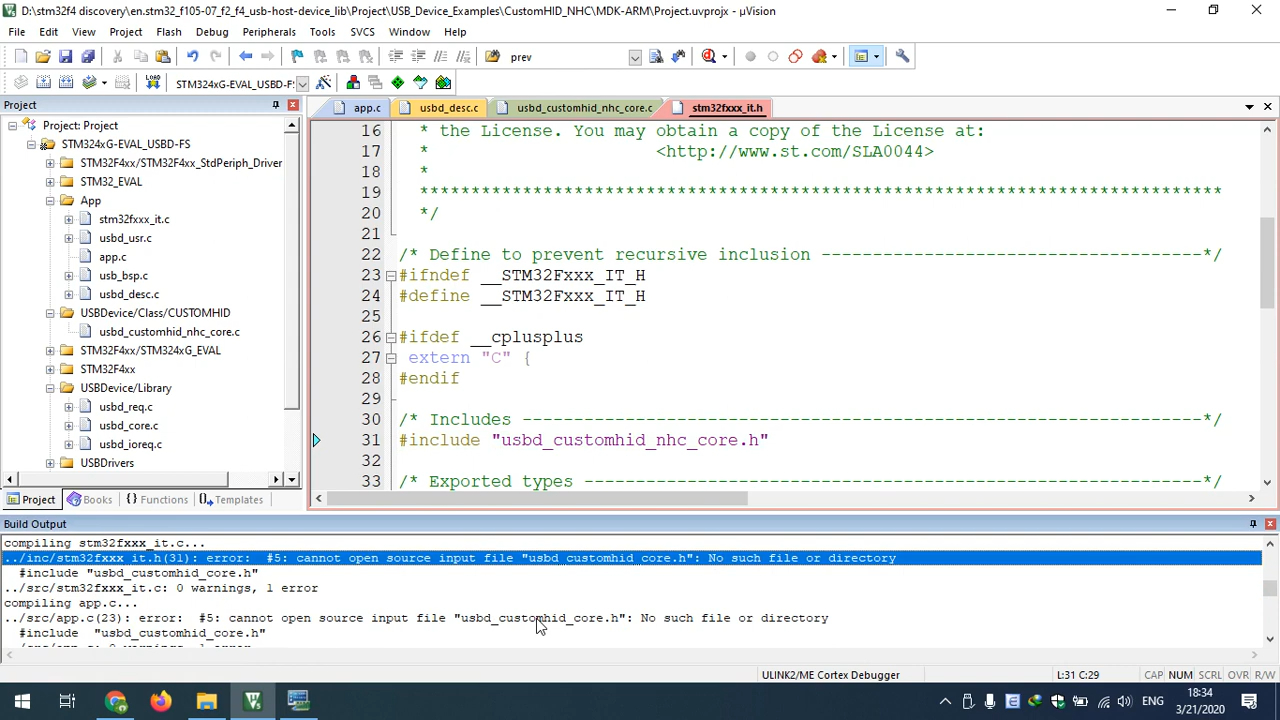 D:\stm32f4 discovery\en.stm32_f105-07_f2_f4_usb-host-device_lib\Project\USB_Device_Examples\CustomHID_NHC\MDK-ARM\Project.uvprojx - µVision
File Edit View Project Flash Debug Peripherals Tools SVCS Window Help
prev
LOAD STM324xG-EVAL_USBD-F:
Project
app.c usbd_desc.c usbd_customhid_nhc_core.c stm32fxxx_it.h
Project: Project
STM324xG-EVAL_USBD-FS
STM32F4xx/STM32F4xx_StdPeriph_Driver
STM32_EVAL
App
stm32fxxx_it.c
usbd_usr.c
app.c
usb_bsp.c
usbd_desc.c
USBDevice/Class/CUSTOMHID
usbd_customhid_nhc_core.c
STM32F4xx/STM324xG_EVAL
STM32F4xx
USBDevice/Library
usbd_req.c
usbd_core.c
usbd_ioreq.c
USBDrivers
Project Books {} Functions Templates
16 * the License. You may obtain a copy of the License at:
17 * <http://www.st.com/SLA0044>
18 *
19 ******************************************************************************
20 */
21
22 /* Define to prevent recursive inclusion -------------------------------------*/
23 #ifndef __STM32Fxxx_IT_H
24 #define __STM32Fxxx_IT_H
25
26 #ifdef __cplusplus
27 extern "C" {
28 #endif
29
30 /* Includes ------------------------------------------------------------------*/
31 #include "usbd_customhid_nhc_core.h"
32
33 /* Exported types ------------------------------------------------------------*/
Build Output
compiling stm32fxxx_it.c...
../inc/stm32fxxx_it.h(31): error: #5: cannot open source input file "usbd_customhid_core.h": No such file or directory
#include "usbd_customhid_core.h"
../src/stm32fxxx_it.c: 0 warnings, 1 error
compiling app.c...
../src/app.c(23): error: #5: cannot open source input file "usbd_customhid_core.h": No such file or directory
#include "usbd_customhid_core.h"
../src/app.c: 0 warnings, 1 error
ULINK2/ME Cortex Debugger L:31 C:29 CAP NUM SCRL OVR R/W
ENG
18:34
3/21/2020